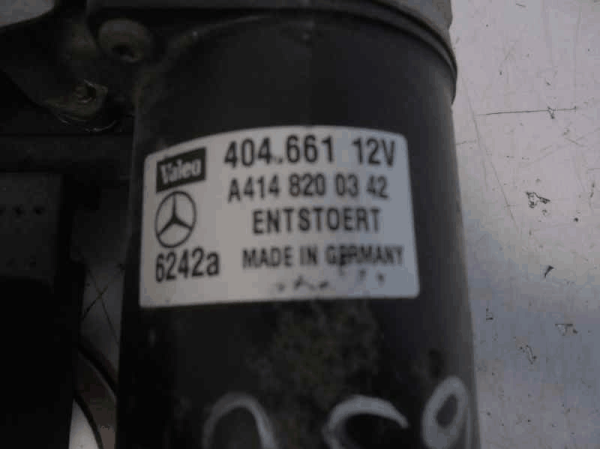 Valeo 404.661 12V
A414 820 03 42
ENTSTOERT
6242a MADE IN GERMANY